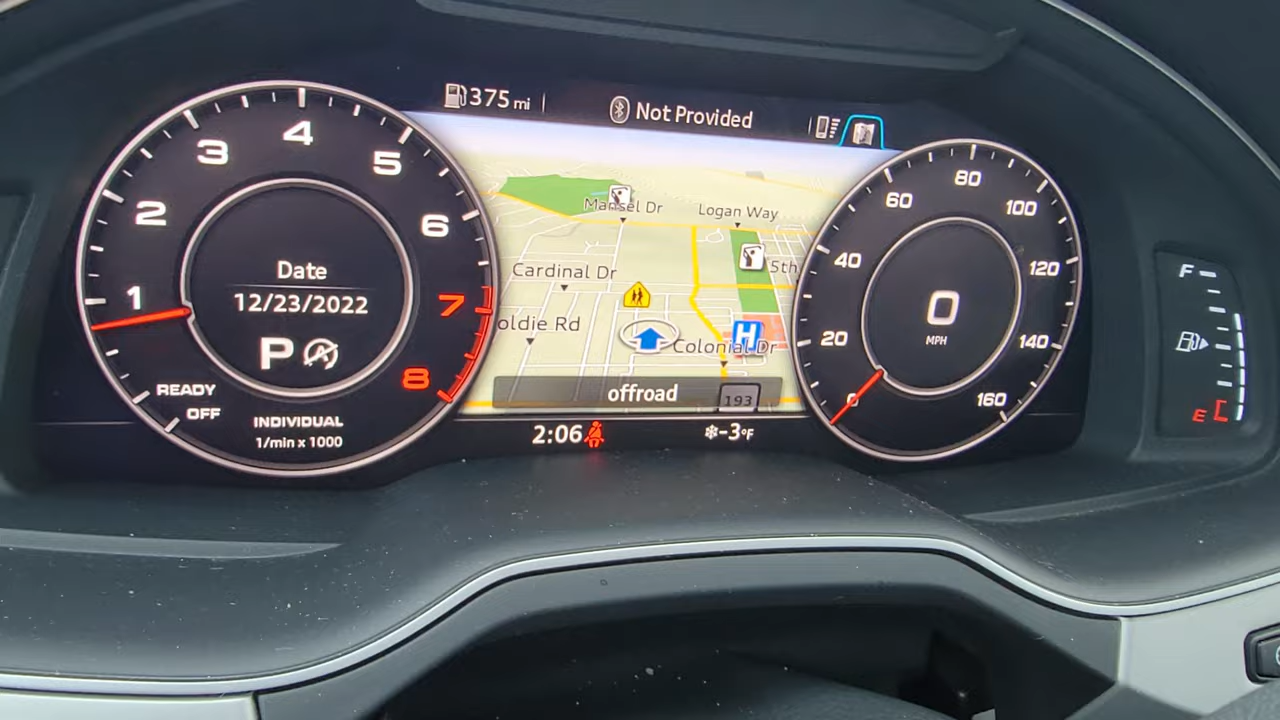 375 mi
Not Provided
1
2
3
4
5
6
7
8
Date
12/23/2022
P
READY
OFF
INDIVIDUAL
1/min x 1000
Mansel Dr
Logan Way
5th
Cardinal Dr
oldie Rd
H
Colonial Dr
offroad
193
2:06
-3°F
0
20
40
60
80
100
120
140
160
0
MPH
F
E